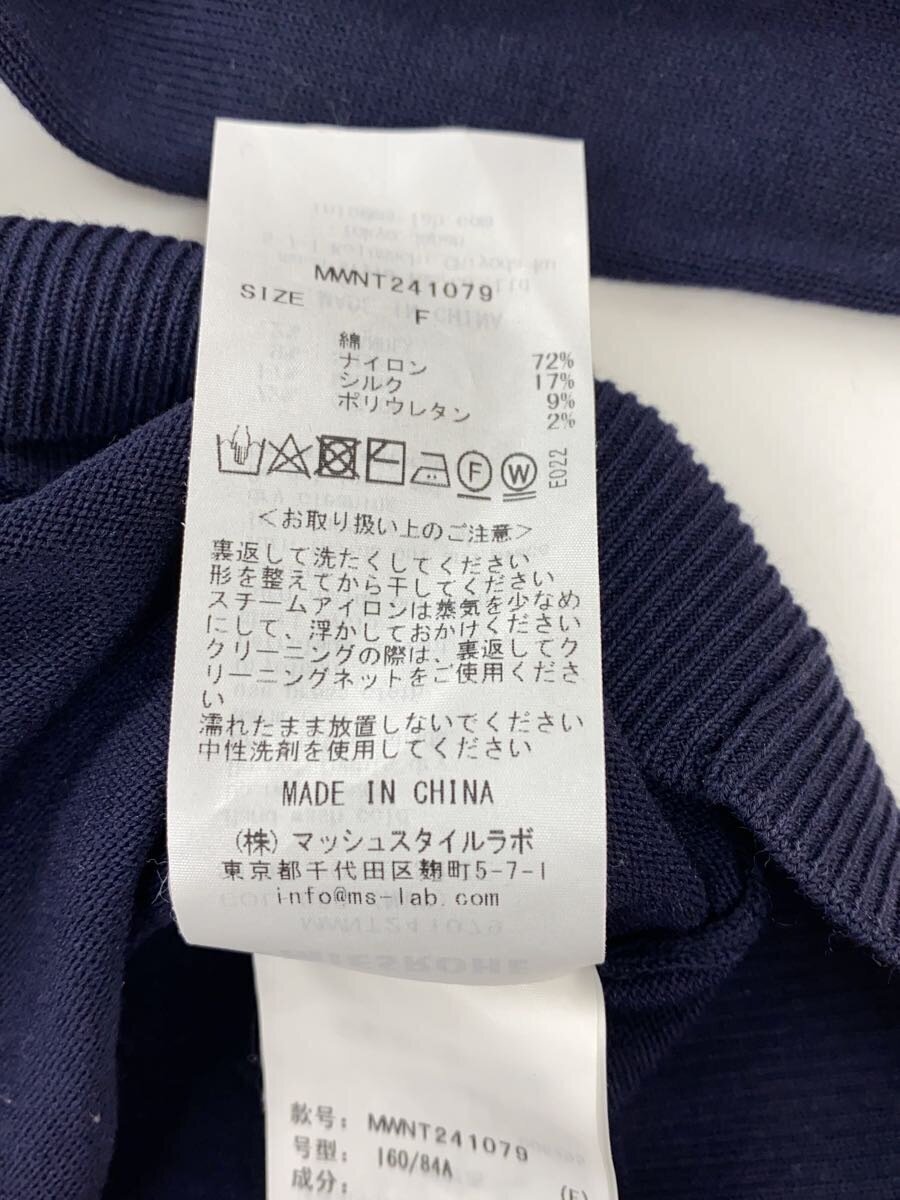 MWNT241079
SIZE F
綿 72%
ナイロン 17%
シルク 9%
ポリウレタン 2%
F W E022
<お取り扱い上のご注意>
裏返して洗たくしてください
形を整えてから干してください
スチームアイロンは蒸気を少なめ
にして、浮かしておかけください
クリーニングの際は、裏返してク
リーニングネットをご使用くださ
い
濡れたまま放置しないでください
中性洗剤を使用してください
MADE IN CHINA
(株)マッシュスタイルラボ
東京都千代田区麹町5-7-1
info@ms-lab.com
款号: MWNT241079
号型: 160/84A
成分: